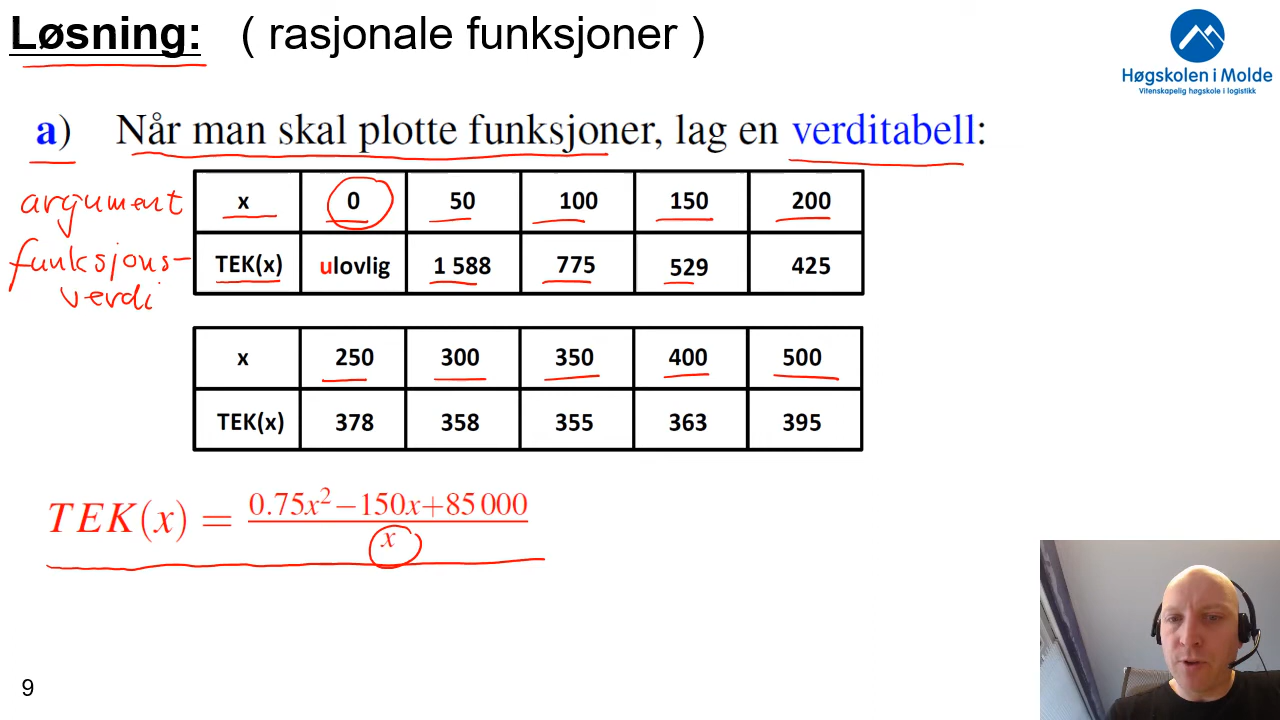 Løsning: ( rasjonale funksjoner )
Høgskolen i Molde
Vitenskapelig høgskole i logistikk
a) Når man skal plotte funksjoner, lag en verditabell:
argument
funksjons-
verdi
x 0 50 100 150 200
TEK(x) ulovlig 1 588 775 529 425
x 250 300 350 400 500
TEK(x) 378 358 355 363 395
TEK(x) = 0.75x² − 150x + 85 000
x
9